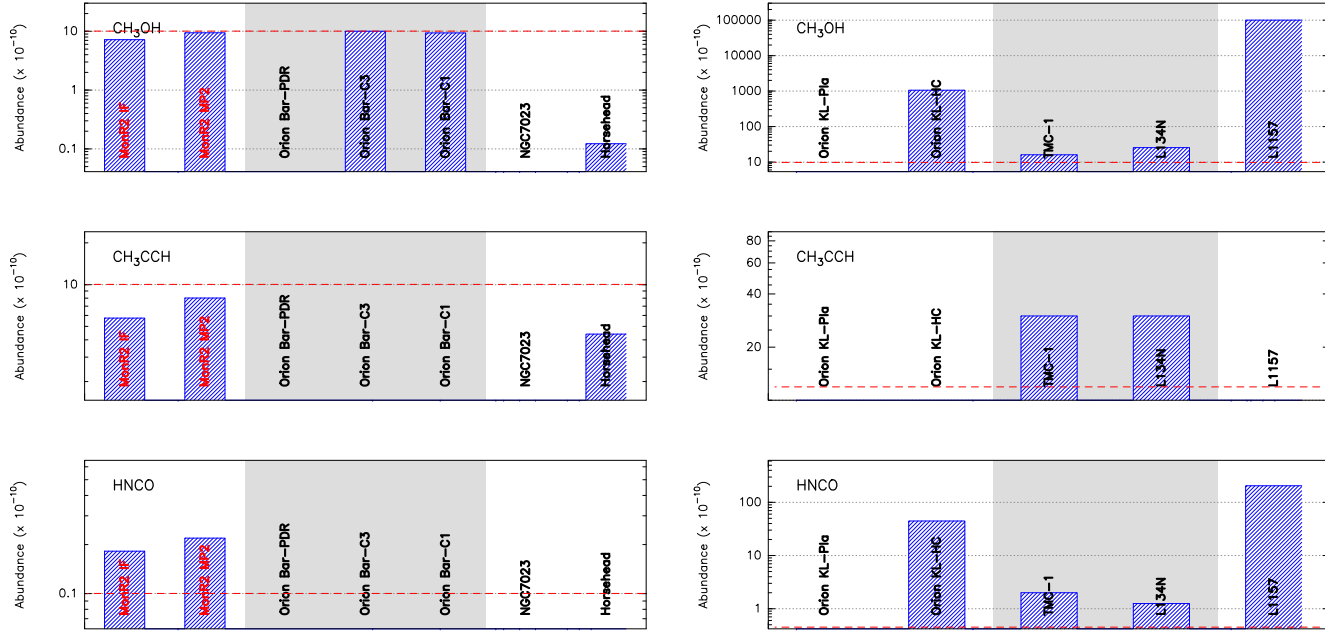 CH₃OH
Abundance (x 10⁻¹⁰)
10
1
0.1
MonR2 IF
MonR2 MP2
Orion Bar-PDR
Orion Bar-C3
Orion Bar-C1
NGC7023
Horsehead
CH₃OH
Abundance (x 10⁻¹⁰)
100000
10000
1000
100
10
Orion KL-Pla
Orion KL-HC
TMC-1
L134N
L1157
CH₃CCH
Abundance (x 10⁻¹⁰)
10
MonR2 IF
MonR2 MP2
Orion Bar-PDR
Orion Bar-C3
Orion Bar-C1
NGC7023
Horsehead
CH₃CCH
Abundance (x 10⁻¹⁰)
80
60
40
20
Orion KL-Pla
Orion KL-HC
TMC-1
L134N
L1157
HNCO
Abundance (x 10⁻¹⁰)
0.1
MonR2 IF
MonR2 MP2
Orion Bar-PDR
Orion Bar-C3
Orion Bar-C1
NGC7023
Horsehead
HNCO
Abundance (x 10⁻¹⁰)
100
10
1
Orion KL-Pla
Orion KL-HC
TMC-1
L134N
L1157